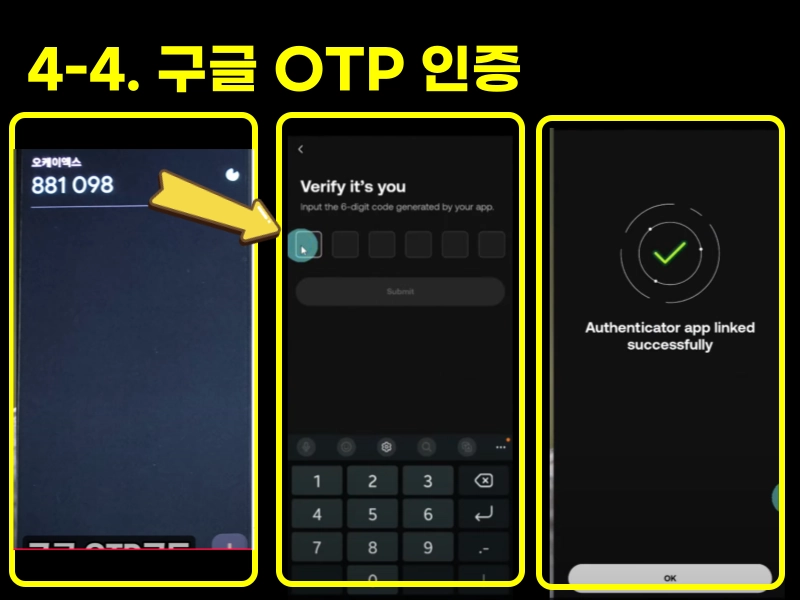 4-4. 구글 OTP 인증
오케이엑스
881 098
Verify it's you
Input the 6-digit code generated by your app.
Submit
1 2 3
4 5 6
7 8 9 .-
Authenticator app linked
successfully
OK